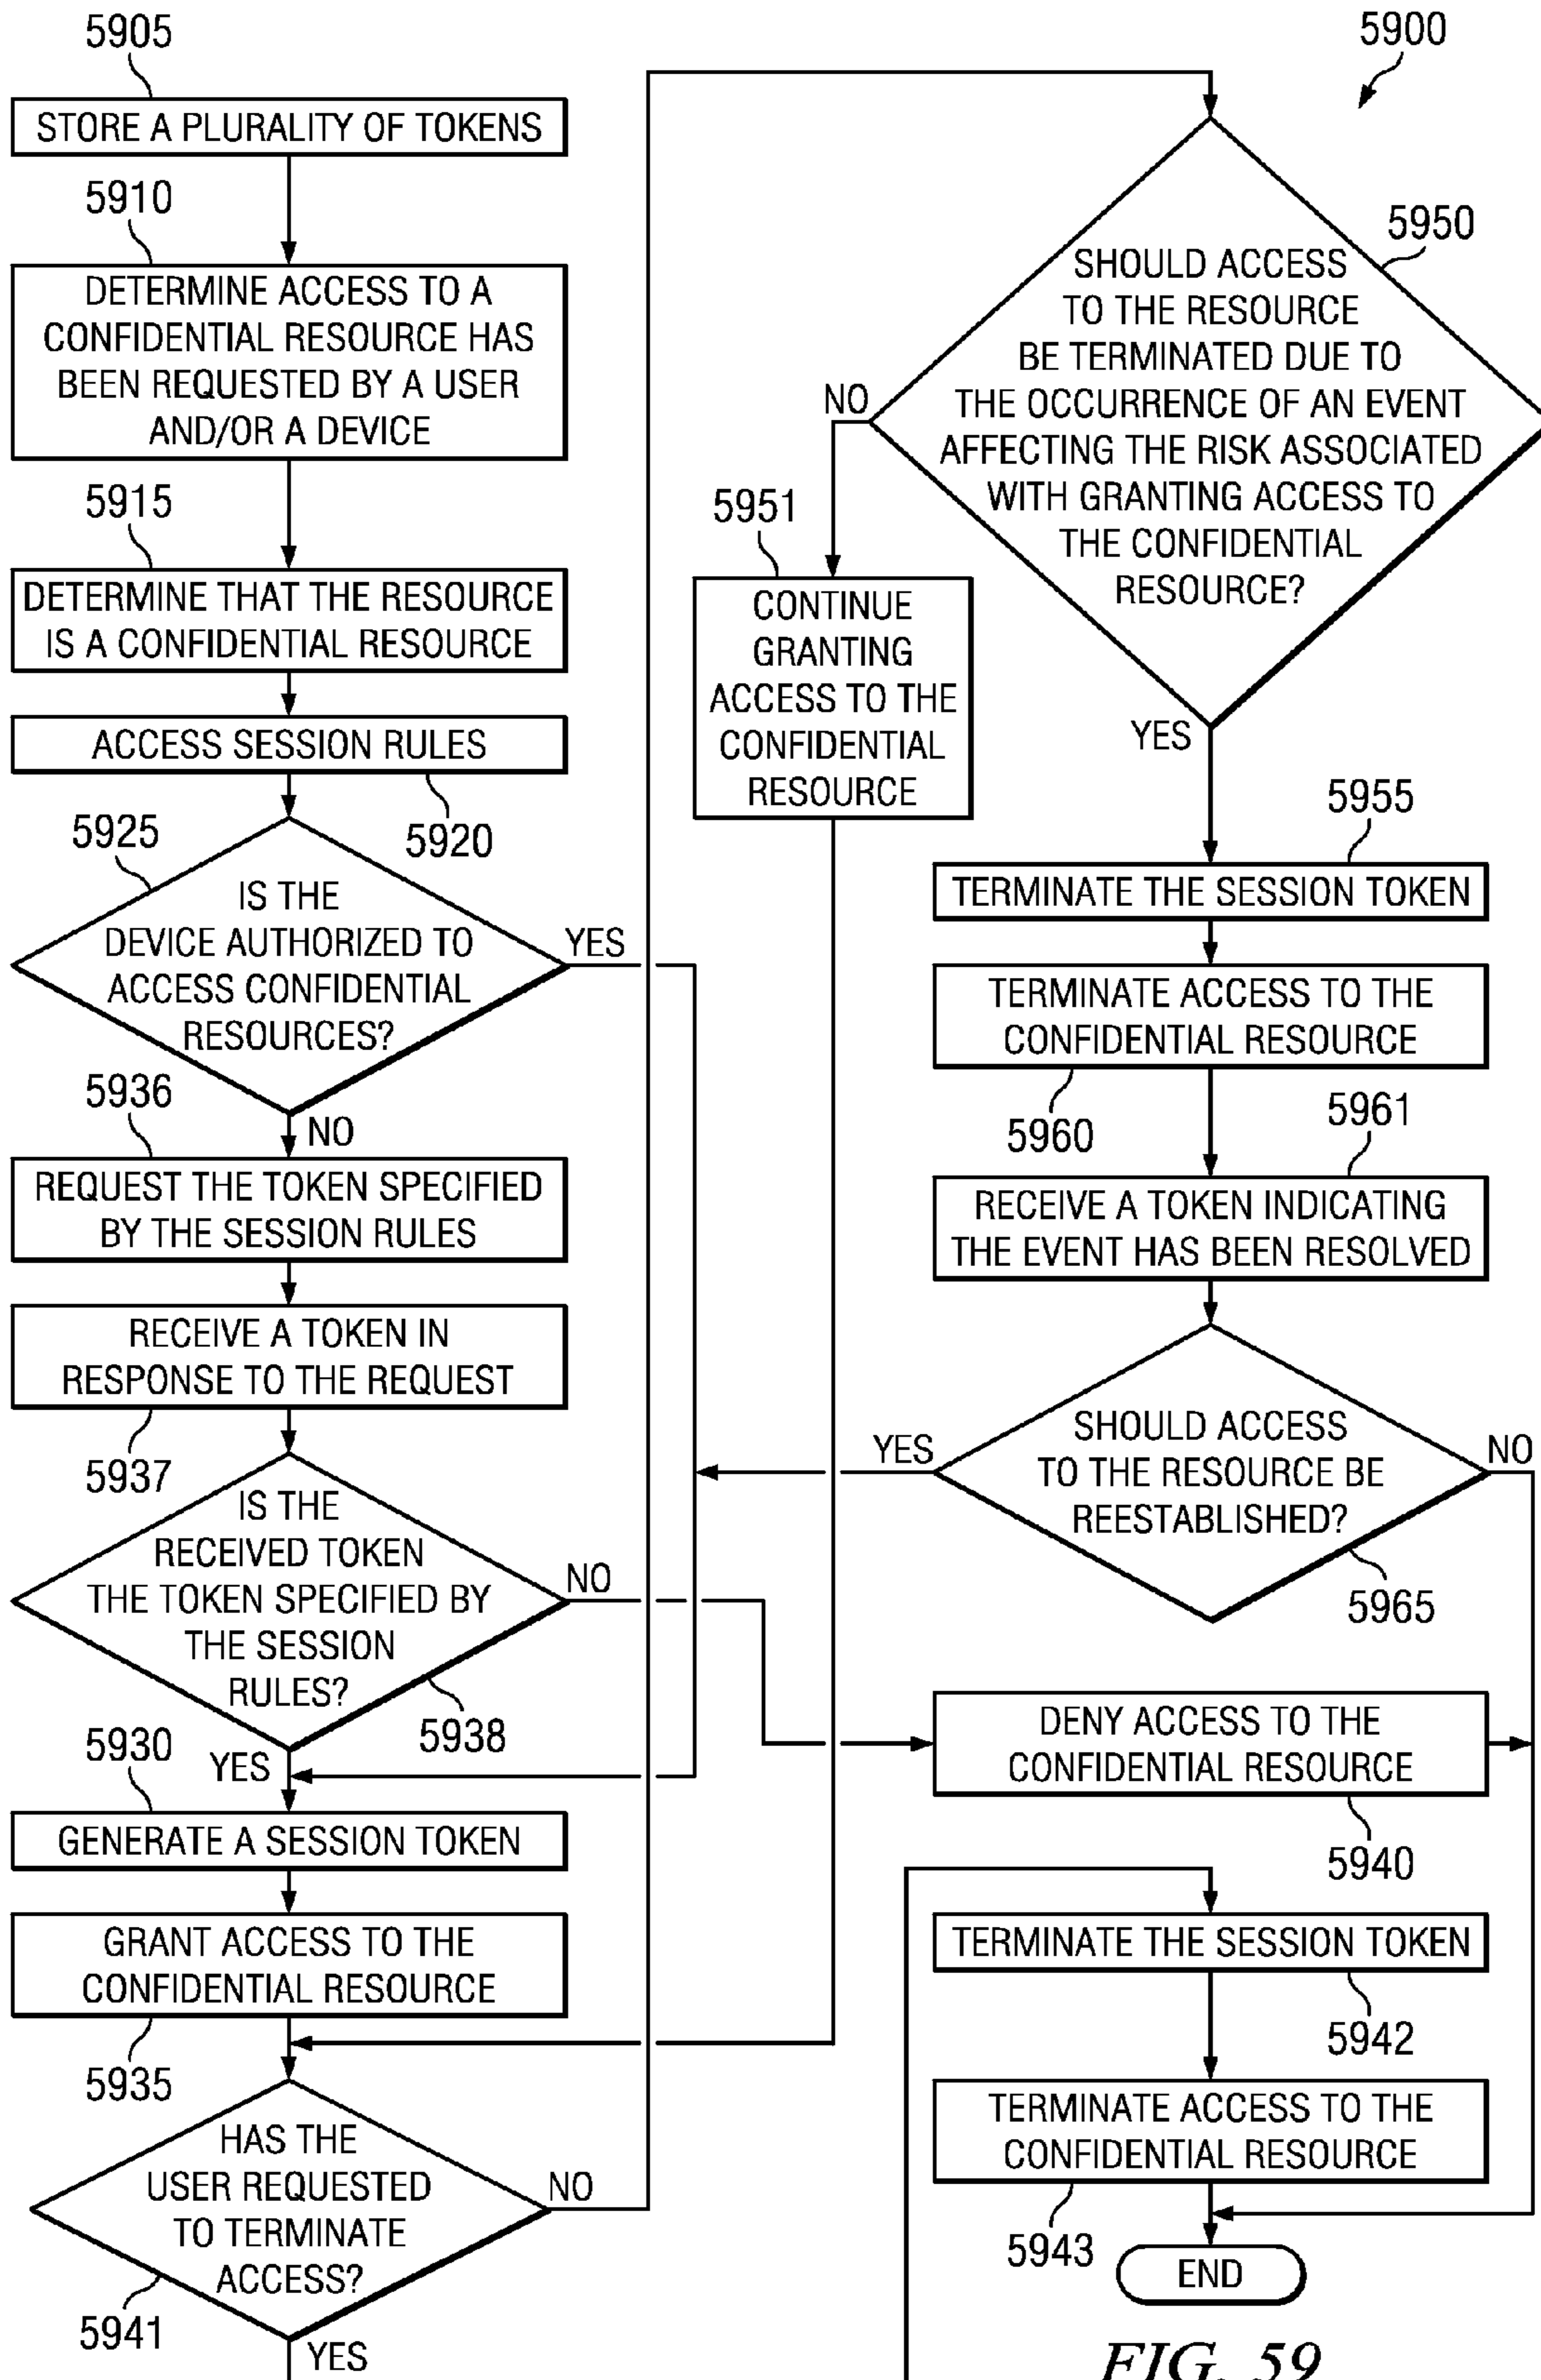 5905
STORE A PLURALITY OF TOKENS
5910
DETERMINE ACCESS TO A
CONFIDENTIAL RESOURCE HAS
BEEN REQUESTED BY A USER
AND/OR A DEVICE
5915
DETERMINE THAT THE RESOURCE
IS A CONFIDENTIAL RESOURCE
ACCESS SESSION RULES
5920
5925
IS THE
DEVICE AUTHORIZED TO
ACCESS CONFIDENTIAL
RESOURCES?
YES
NO
5936
REQUEST THE TOKEN SPECIFIED
BY THE SESSION RULES
RECEIVE A TOKEN IN
RESPONSE TO THE REQUEST
5937
IS THE
RECEIVED TOKEN
THE TOKEN SPECIFIED BY
THE SESSION
RULES?
NO
5938
YES
5930
GENERATE A SESSION TOKEN
GRANT ACCESS TO THE
CONFIDENTIAL RESOURCE
5935
HAS THE
USER REQUESTED
TO TERMINATE
ACCESS?
NO
5941
YES
5900
5950
SHOULD ACCESS
TO THE RESOURCE
BE TERMINATED DUE TO
THE OCCURRENCE OF AN EVENT
AFFECTING THE RISK ASSOCIATED
WITH GRANTING ACCESS TO
THE CONFIDENTIAL
RESOURCE?
NO
5951
CONTINUE
GRANTING
ACCESS TO THE
CONFIDENTIAL
RESOURCE
YES
5955
TERMINATE THE SESSION TOKEN
TERMINATE ACCESS TO THE
CONFIDENTIAL RESOURCE
5960
5961
RECEIVE A TOKEN INDICATING
THE EVENT HAS BEEN RESOLVED
SHOULD ACCESS
TO THE RESOURCE BE
REESTABLISHED?
YES
NO
5965
DENY ACCESS TO THE
CONFIDENTIAL RESOURCE
5940
TERMINATE THE SESSION TOKEN
5942
TERMINATE ACCESS TO THE
CONFIDENTIAL RESOURCE
5943
END
FIG. 59